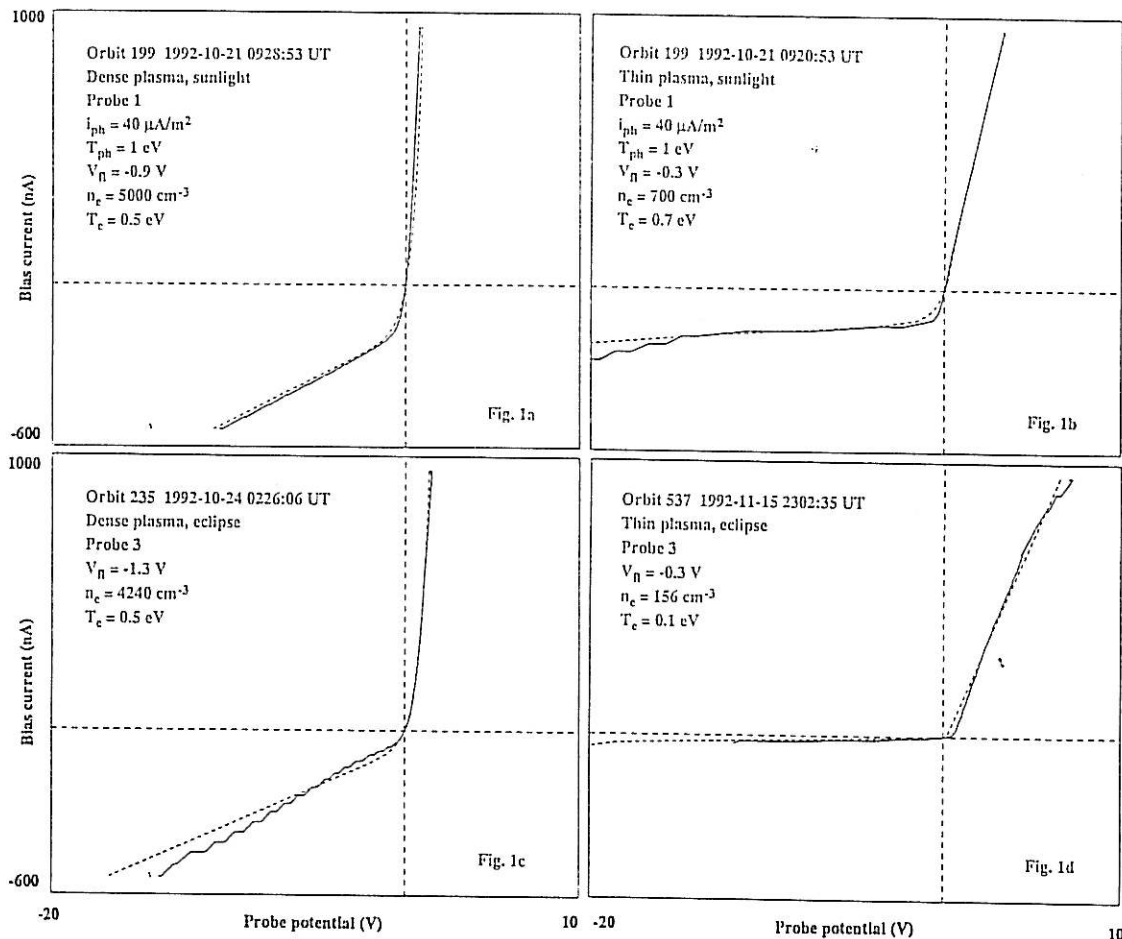 1000
Orbit 199 1992-10-21 0928:53 UT
Dense plasma, sunlight
Probe 1
i_ph = 40 μA/m²
T_ph = 1 eV
V_fl = -0.9 V
n_e = 5000 cm⁻³
T_e = 0.5 eV
Bias current (nA)
Fig. 1a
-600
Orbit 199 1992-10-21 0920:53 UT
Thin plasma, sunlight
Probe 1
i_ph = 40 μA/m²
T_ph = 1 eV
V_fl = -0.3 V
n_e = 700 cm⁻³
T_e = 0.7 eV
Fig. 1b
1000
Orbit 235 1992-10-24 0226:06 UT
Dense plasma, eclipse
Probe 3
V_fl = -1.3 V
n_e = 4240 cm⁻³
T_e = 0.5 eV
Bias current (nA)
Fig. 1c
-600
-20
Probe potential (V)
10
Orbit 537 1992-11-15 2302:35 UT
Thin plasma, eclipse
Probe 3
V_fl = -0.3 V
n_e = 156 cm⁻³
T_e = 0.1 eV
Fig. 1d
-20
Probe potential (V)
10